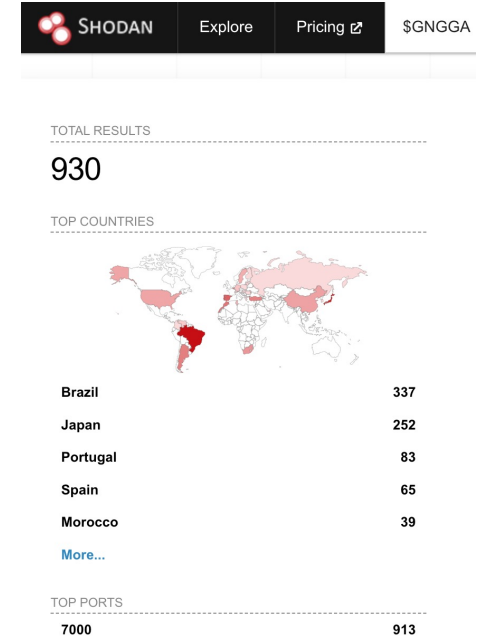 SHODAN Explore Pricing $GNGGA
TOTAL RESULTS
930
TOP COUNTRIES
Brazil 337
Japan 252
Portugal 83
Spain 65
Morocco 39
More...
TOP PORTS
7000 913